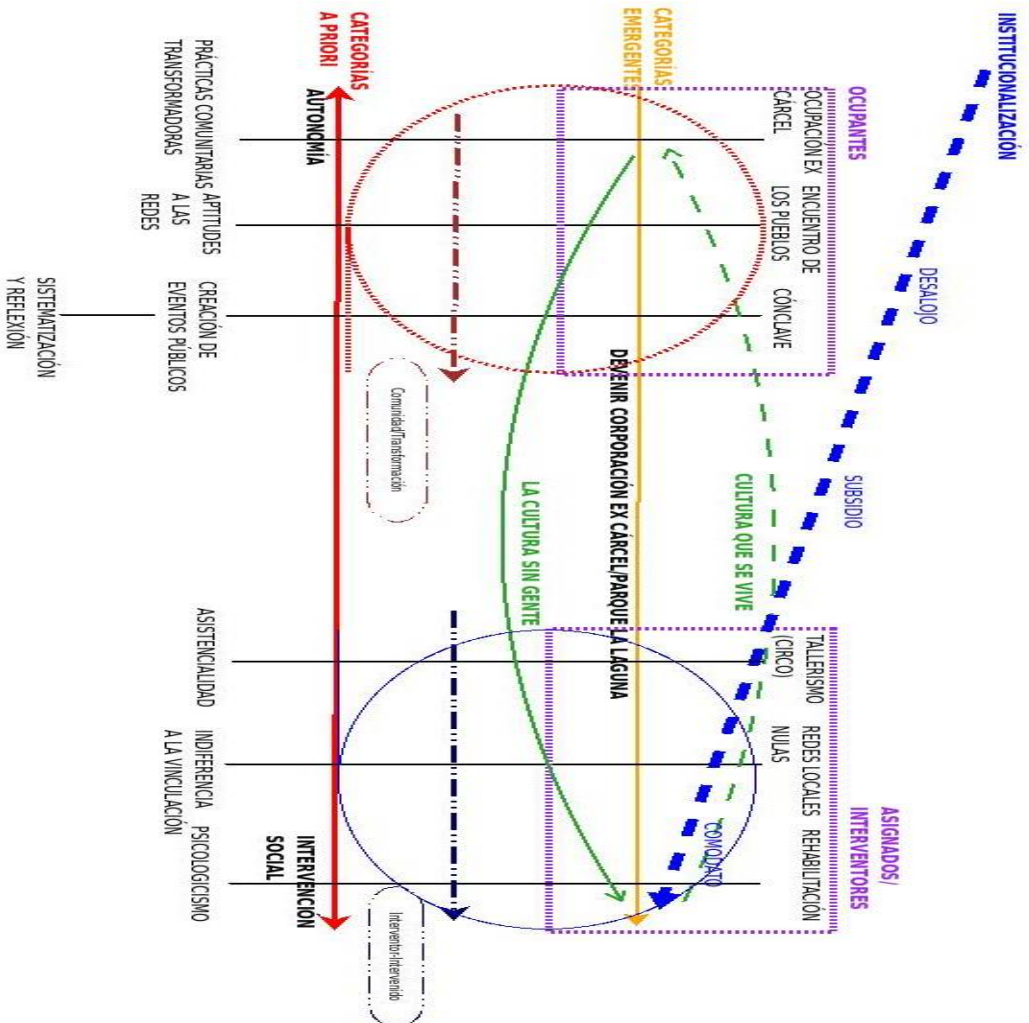 INSTITUCIONALIZACIÓN
DESALOJO
SUBSIDIO
OCUPANTES
ASIGNADOS/
INTERVENTORES
OCUPACIÓN EX
CÁRCEL
ENCUENTRO DE
LOS PUEBLOS
CÓNCLAVE
TALLERISMO
(CIRCO)
REDES LOCALES
NULAS
REHABILITACIÓN
CULTURA QUE SE VIVE
COMODATO
CATEGORÍAS
EMERGENTES
DEVENIR CORPORACIÓN EX CÁRCEL/PARQUE LA LAGUNA
LA CULTURA SIN GENTE
Comunidad/Transformación
Interventor-Intervenido
CATEGORÍAS
A PRIORI
AUTONOMÍA
INTERVENCIÓN
SOCIAL
PRÁCTICAS COMUNITARIAS
TRANSFORMADORAS
APTITUDES
A LAS
REDES
CREACIÓN DE
EVENTOS PÚBLICOS
ASISTENCIALIDAD
INDIFERENCIA
A LA VINCULACIÓN
PSICOLOGICISMO
SISTEMATIZACIÓN
Y REFLEXIÓN